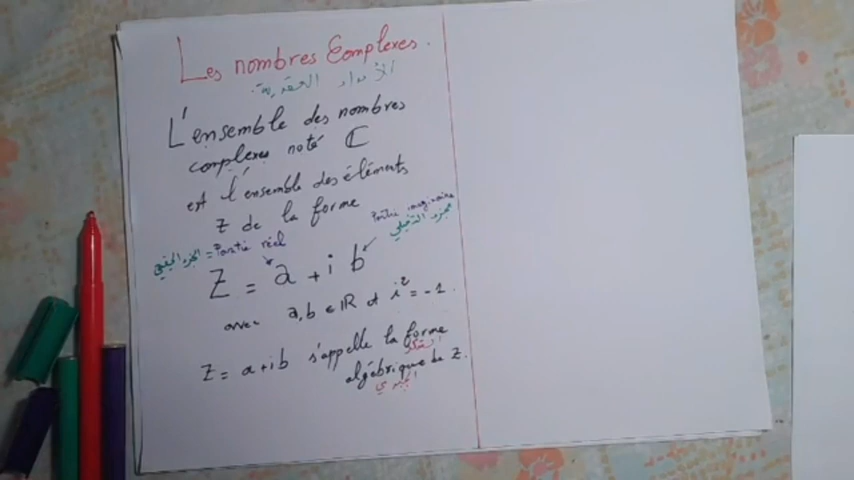 Les nombres Complexes.
الأعداد العقدية
L'ensemble des nombres
complexes noté ℂ
est l'ensemble des éléments
z de la forme
Partie imaginaire
الجزء التخيلي
الجزء الحقيقي = Partie réel
Z = a + i b
avec a, b ∈ ℝ et i² = -1.
Z = a + ib s'appelle la forme
الشكل
algébrique de Z.
الجبري